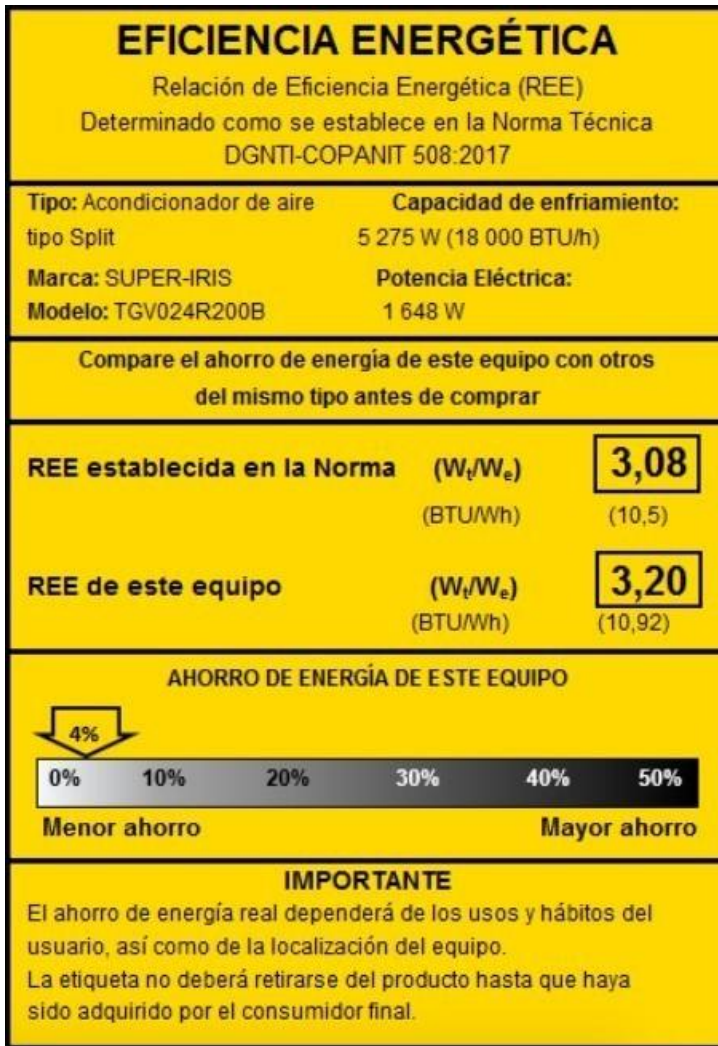 EFICIENCIA ENERGÉTICA
Relación de Eficiencia Energética (REE)
Determinado como se establece en la Norma Técnica
DGNTI-COPANIT 508:2017
Tipo: Acondicionador de aire
tipo Split
Capacidad de enfriamiento:
5 275 W (18 000 BTU/h)
Marca: SUPER-IRIS
Modelo: TGV024R200B
Potencia Eléctrica:
1 648 W
Compare el ahorro de energía de este equipo con otros
del mismo tipo antes de comprar
REE establecida en la Norma (Wt/We) 3,08
(BTU/Wh) (10,5)
REE de este equipo (Wt/We) 3,20
(BTU/Wh) (10,92)
AHORRO DE ENERGÍA DE ESTE EQUIPO
4%
0% 10% 20% 30% 40% 50%
Menor ahorro Mayor ahorro
IMPORTANTE
El ahorro de energía real dependerá de los usos y hábitos del
usuario, así como de la localización del equipo.
La etiqueta no deberá retirarse del producto hasta que haya
sido adquirido por el consumidor final.